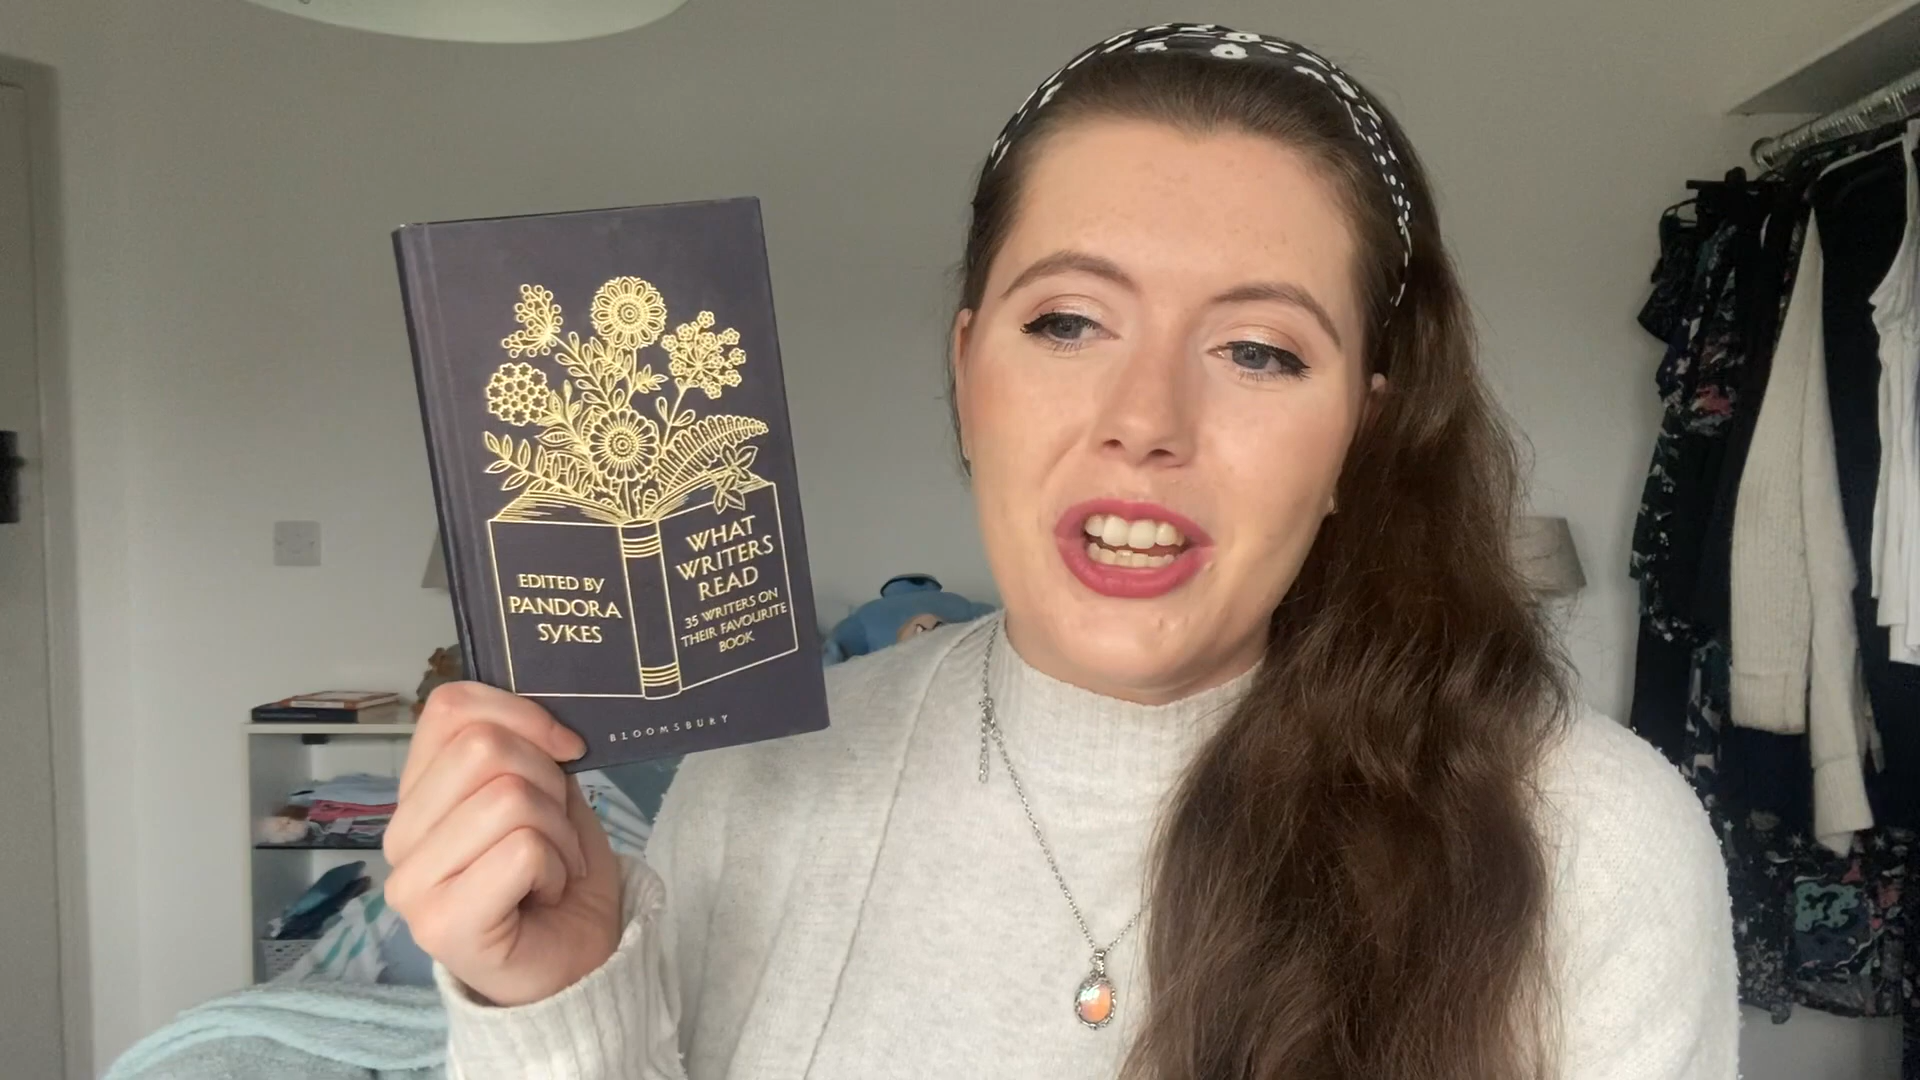 EDITED BY
PANDORA
SYKES
WHAT
WRITERS
READ
35 WRITERS ON
THEIR FAVOURITE
BOOK
BLOOMSBURY